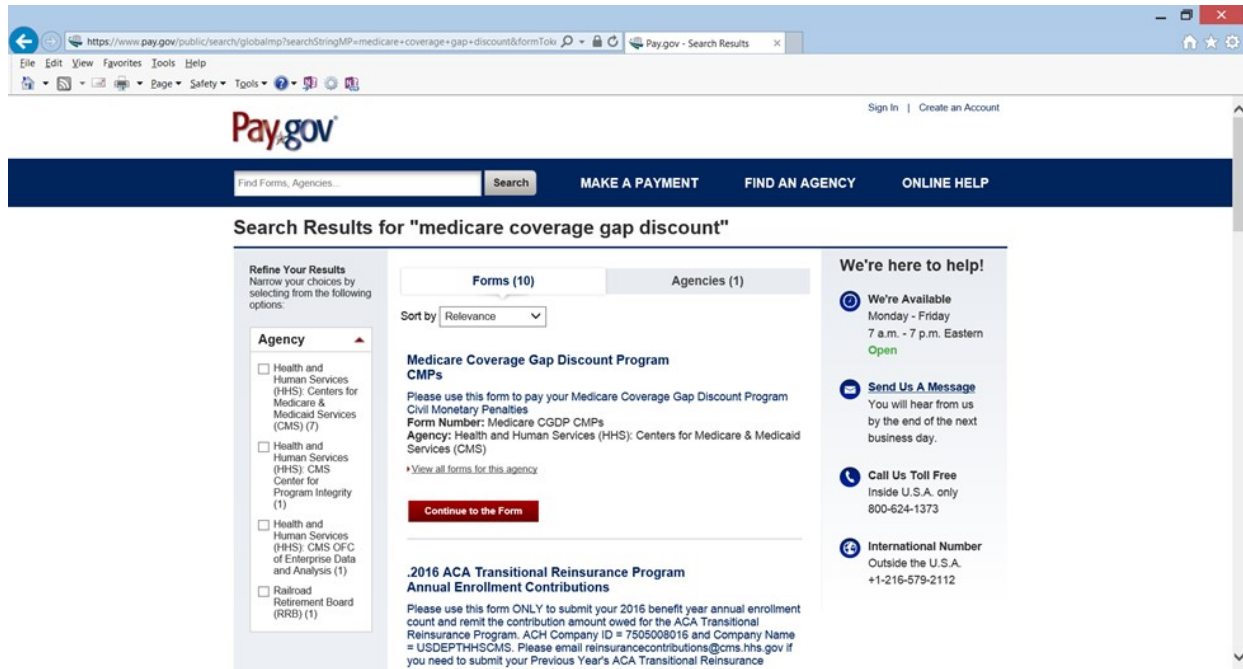 https://www.pay.gov/public/search/globalmp?searchStringMP=medicare+coverage+gap+discount&formTok
Pay.gov - Search Results
File Edit View Favorites Tools Help
Page Safety Tools
Sign In | Create an Account
Pay.gov
Find Forms, Agencies...
Search
MAKE A PAYMENT
FIND AN AGENCY
ONLINE HELP
Search Results for "medicare coverage gap discount"
Refine Your Results
Narrow your choices by
selecting from the following
options:
Agency
Health and
Human Services
(HHS): Centers for
Medicare &
Medicaid Services
(CMS) (7)
Health and
Human Services
(HHS): CMS
Center for
Program Integrity
(1)
Health and
Human Services
(HHS): CMS OFC
of Enterprise Data
and Analysis (1)
Railroad
Retirement Board
(RRB) (1)
Forms (10)
Agencies (1)
Sort by Relevance
Medicare Coverage Gap Discount Program
CMPs
Please use this form to pay your Medicare Coverage Gap Discount Program
Civil Monetary Penalties
Form Number: Medicare CGDP CMPs
Agency: Health and Human Services (HHS): Centers for Medicare & Medicaid
Services (CMS)
View all forms for this agency
Continue to the Form
.2016 ACA Transitional Reinsurance Program
Annual Enrollment Contributions
Please use this form ONLY to submit your 2016 benefit year annual enrollment
count and remit the contribution amount owed for the ACA Transitional
Reinsurance Program. ACH Company ID = 7505008016 and Company Name
= USDEPTHHSCMS. Please email reinsurancecontributions@cms.hhs.gov if
you need to submit your Previous Year's ACA Transitional Reinsurance
We're here to help!
We're Available
Monday - Friday
7 a.m. - 7 p.m. Eastern
Open
Send Us A Message
You will hear from us
by the end of the next
business day.
Call Us Toll Free
Inside U.S.A. only
800-624-1373
International Number
Outside the U.S.A.
+1-216-579-2112